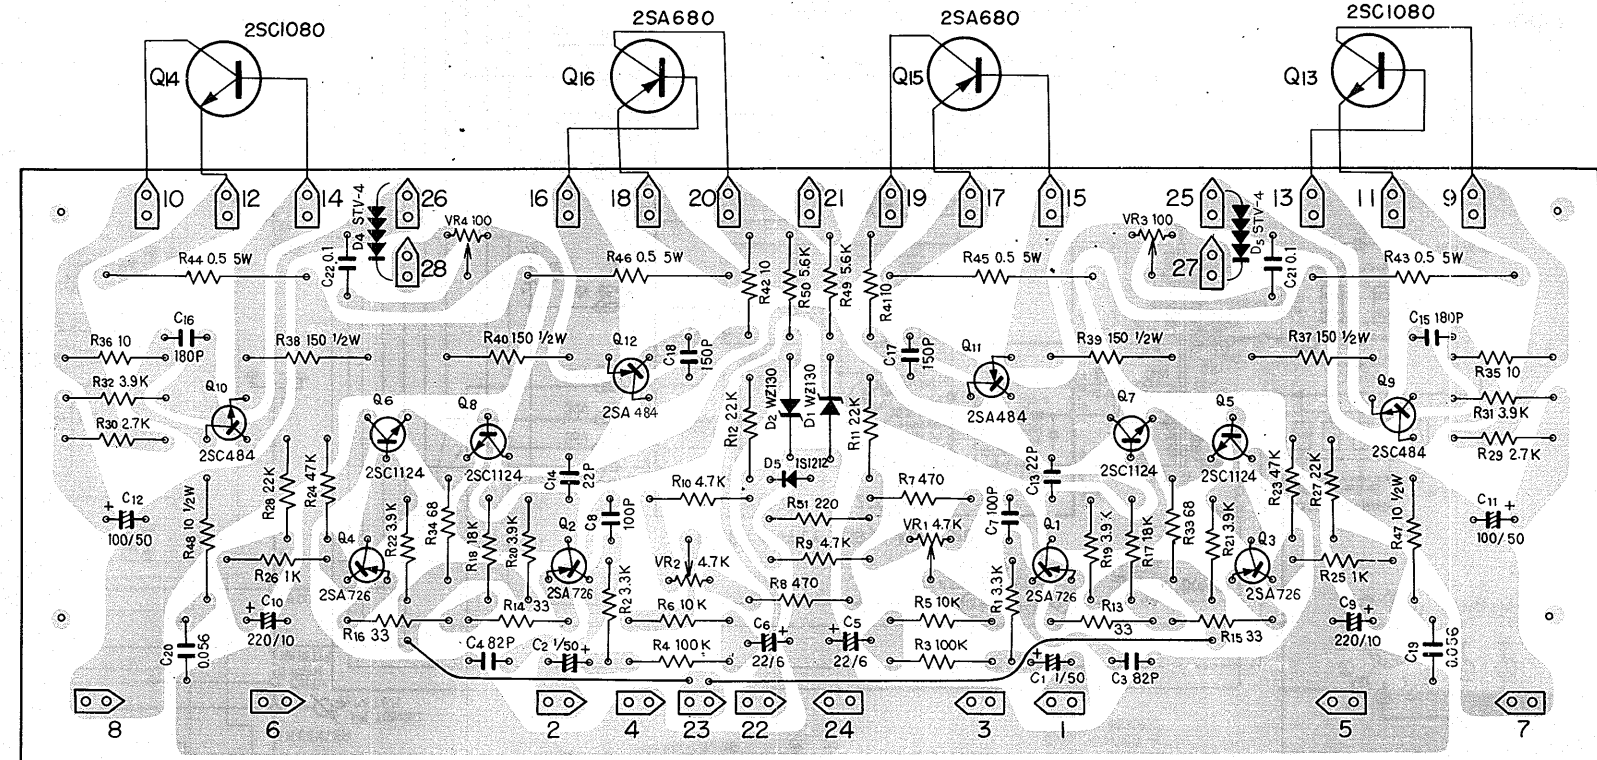 2SC1080
2SA680
2SA680
2SC1080
Q14
Q16
Q15
Q13
10
12
14
26
16
18
20
21
19
17
15
25
13
11
9
D4 STV-4
VR4 100
VR3 100
D5 STV-4
28
27
R44 0.5 5W
C22 0.1
R46 0.5 5W
R42 10
R50 5.6K
R49 5.6K
R41 10
R45 0.5 5W
C21 0.1
R43 0.5 5W
C16
180P
C15 180P
R36 10
R38 150 1/2W
R40 150 1/2W
Q12
C18
150P
C17
150P
Q11
R39 150 1/2W
R37 150 1/2W
R35 10
R32 3.9K
Q10
Q6
Q8
2SA484
D2 WZ130
D1 WZ130
2SA484
Q7
Q5
Q9
R31 3.9K
R30 2.7K
2SC484
2SC1124
2SC1124
R12 22K
R11 22K
2SC1124
2SC1124
2SC484
R29 2.7K
R28 22K
R24 47K
C14
22P
D5
1S1212
C13 22P
R23 47K
R27 22K
R10 4.7K
R7 470
C12
100/50
R48 10 1/2W
R22 3.9K
R34 68
R18 18K
R20 3.9K
Q2
C8
100P
R51 220
VR1 4.7K
C7 100P
Q1
R19 3.9K
R17 18K
R33 68
R21 3.9K
Q3
R47 10 1/2W
C11
100/50
Q4
R26 1K
2SA726
2SA726
VR2 4.7K
R9 4.7K
R8 470
2SA726
2SA726
R25 1K
R2 3.3K
R1 3.3K
C10
220/10
R16 33
R14 33
R6 10K
R5 10K
R13
33
R15 33
C9
220/10
C20
0.056
C4 82P
C2 1/50
R4 100K
C6
22/6
C5
22/6
R3 100K
C1 1/50
C3 82P
C19
0.056
8
6
2
4
23
22
24
3
1
5
7